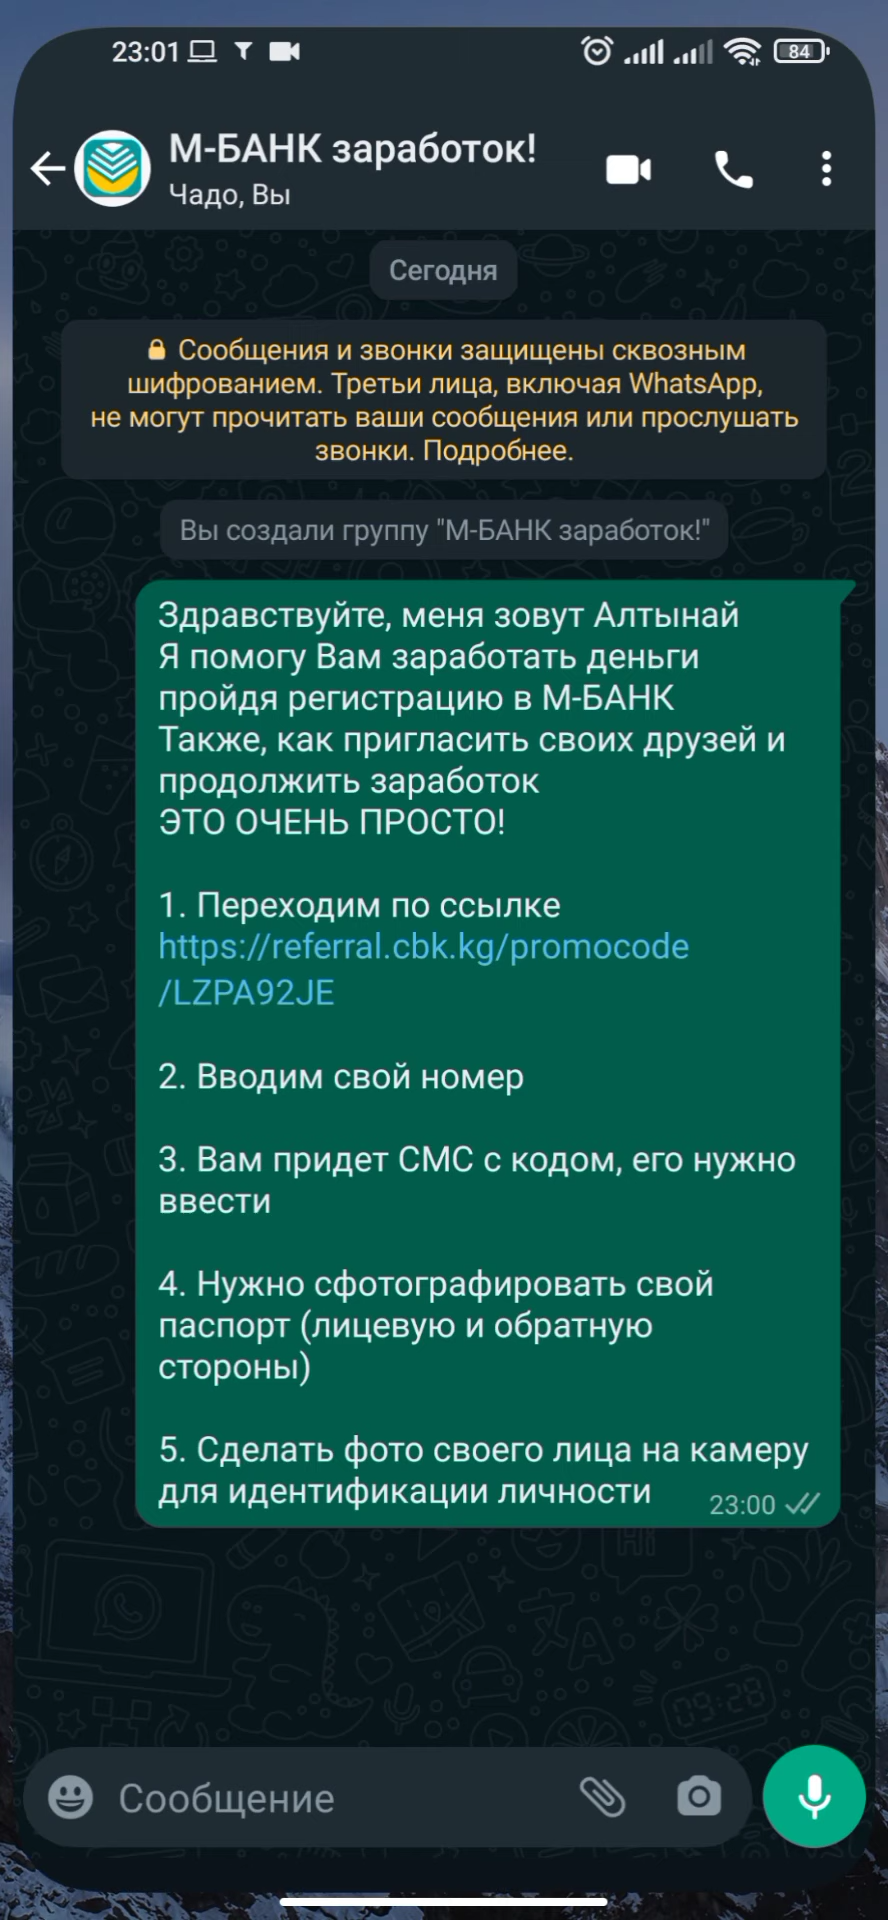 23:01
84
М-БАНК заработок!
Чадо, Вы
Сегодня
Сообщения и звонки защищены сквозным
шифрованием. Третьи лица, включая WhatsApp,
не могут прочитать ваши сообщения или прослушать
звонки. Подробнее.
Вы создали группу "М-БАНК заработок!"
Здравствуйте, меня зовут Алтынай
Я помогу Вам заработать деньги
пройдя регистрацию в М-БАНК
Также, как пригласить своих друзей и
продолжить заработок
ЭТО ОЧЕНЬ ПРОСТО!
1. Переходим по ссылке
https://referral.cbk.kg/promocode
/LZPA92JE
2. Вводим свой номер
3. Вам придет СМС с кодом, его нужно
ввести
4. Нужно сфотографировать свой
паспорт (лицевую и обратную
стороны)
5. Сделать фото своего лица на камеру
для идентификации личности
23:00
Сообщение